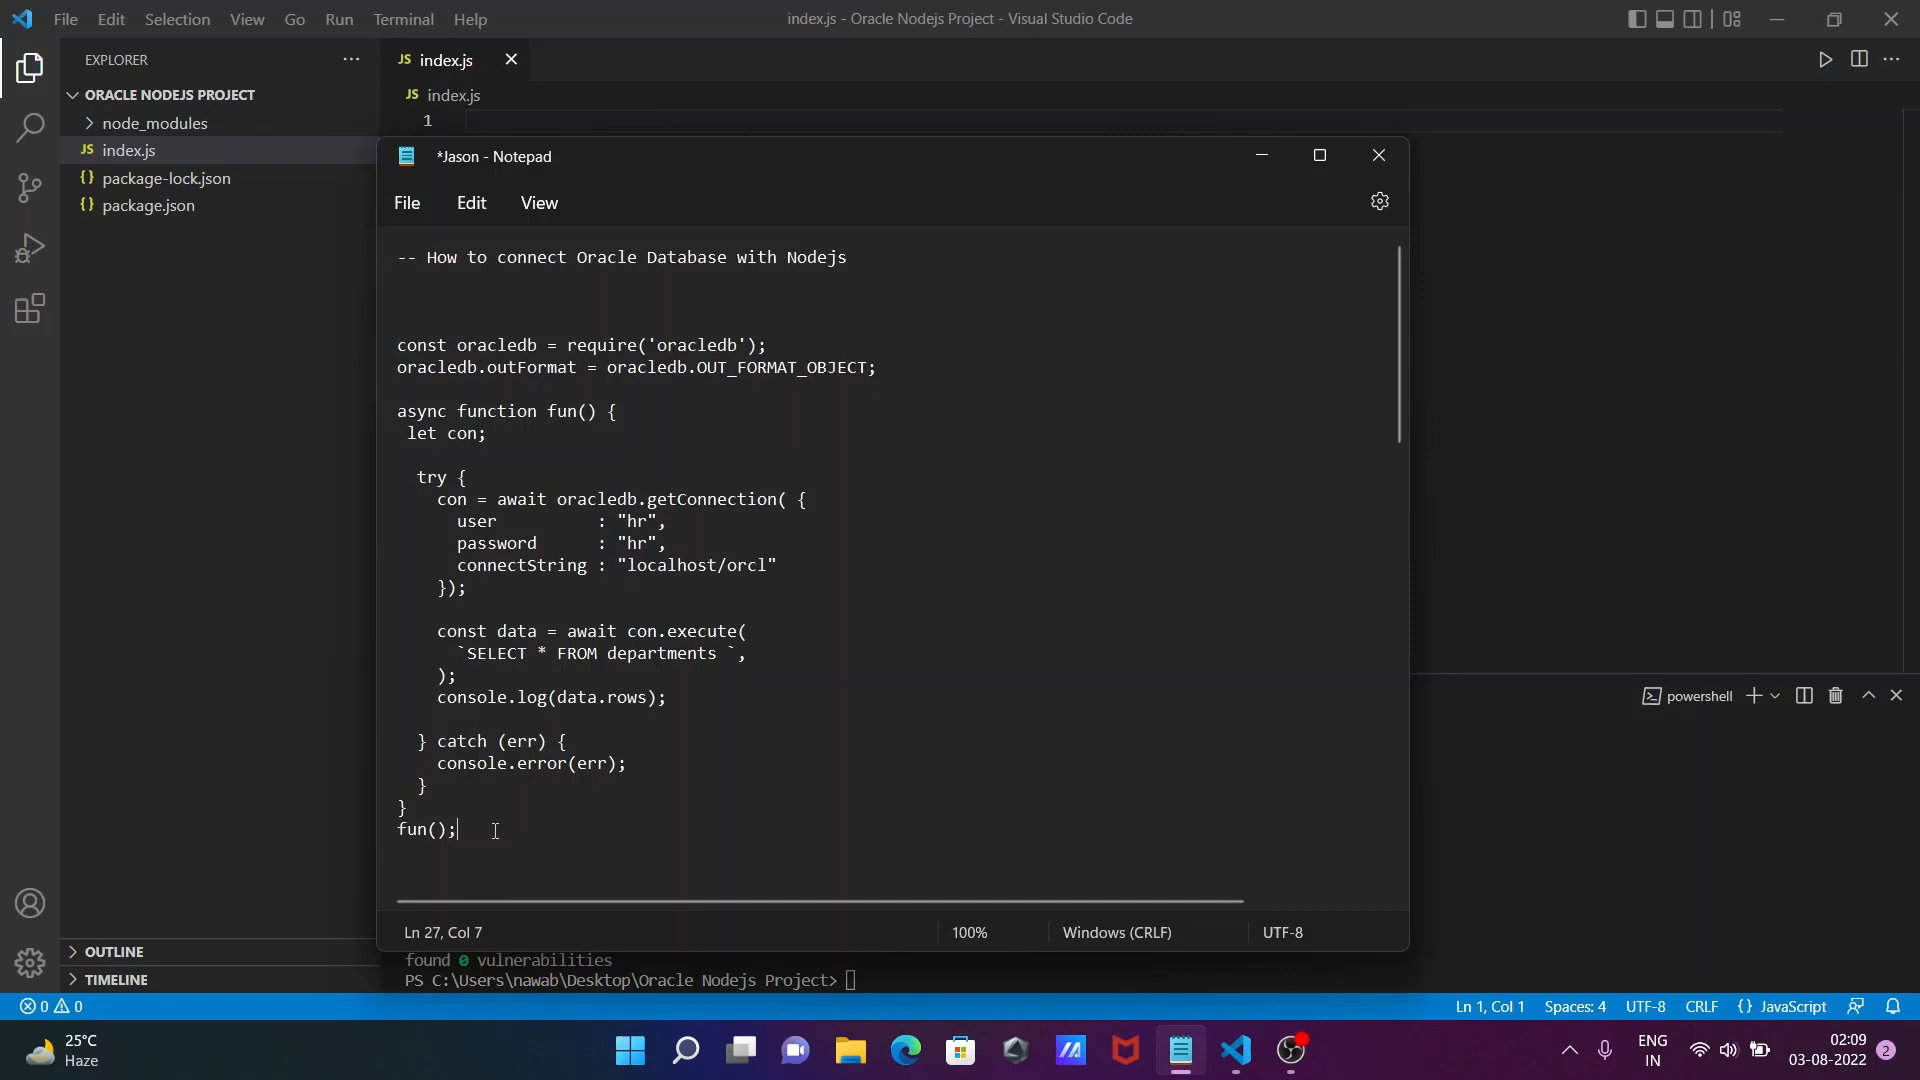 File Edit Selection View Go Run Terminal Help
index.js - Oracle Nodejs Project - Visual Studio Code
EXPLORER
JS index.js
ORACLE NODEJS PROJECT
JS index.js
node_modules
1
JS index.js
{} package-lock.json
{} package.json
*Jason - Notepad
File Edit View
-- How to connect Oracle Database with Nodejs
const oracledb = require('oracledb');
oracledb.outFormat = oracledb.OUT_FORMAT_OBJECT;
async function fun() {
let con;
try {
con = await oracledb.getConnection( {
user : "hr",
password : "hr",
connectString : "localhost/orcl"
});
const data = await con.execute(
`SELECT * FROM departments `,
);
console.log(data.rows);
} catch (err) {
console.error(err);
}
}
fun();
Ln 27, Col 7 100% Windows (CRLF) UTF-8
powershell
found 0 vulnerabilities
PS C:\Users\nawab\Desktop\Oracle Nodejs Project>
OUTLINE
TIMELINE
0 0
Ln 1, Col 1 Spaces: 4 UTF-8 CRLF {} JavaScript
25°C
Haze
ENG
IN
02:09
03-08-2022
2